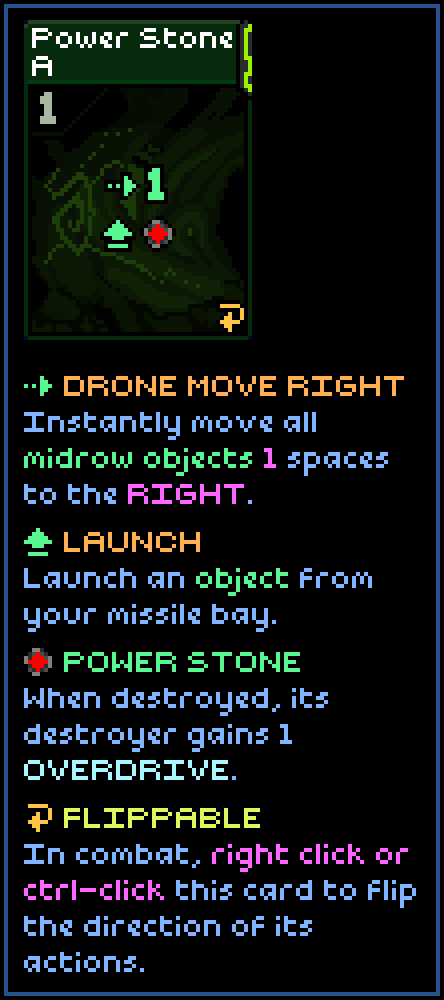 Power Stone
A
1
1
DRONE MOVE RIGHT
Instantly move all
midrow objects 1 spaces
to the RIGHT.
LAUNCH
Launch an object from
your missile bay.
POWER STONE
When destroyed, its
destroyer gains 1
OVERDRIVE.
FLIPPABLE
In combat, right click or
ctrl-click this card to flip
the direction of its
actions.